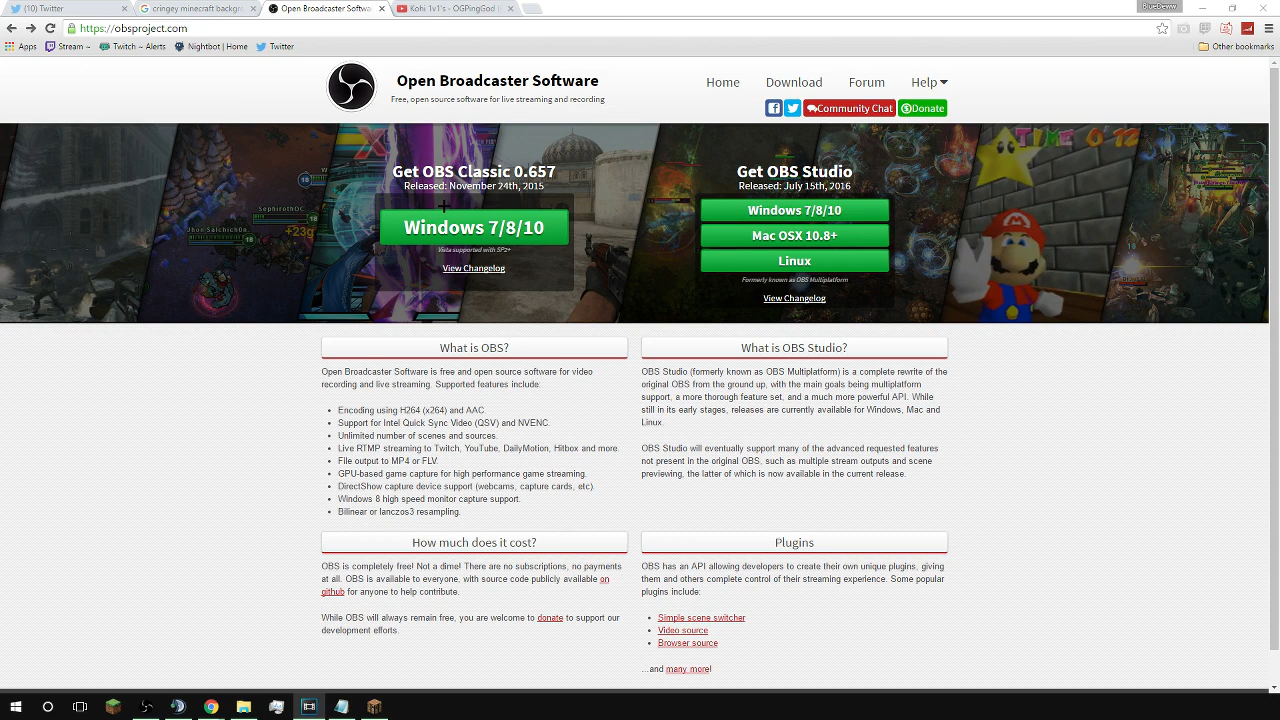 (10) Twitter
cringey minecraft backgr
Open Broadcaster Softwa
Kohi 1v1's - OGPingGod
BlueDeww
https://obsproject.com
Apps
Stream ~
Twitch ~ Alerts
Nightbot | Home
Twitter
Other bookmarks
Open Broadcaster Software
Free, open source software for live streaming and recording
Home
Download
Forum
Help
Community Chat
Donate
Get OBS Classic 0.657
Released: November 24th, 2015
Windows 7/8/10
Vista supported with SP2+
View Changelog
Get OBS Studio
Released: July 15th, 2016
Windows 7/8/10
Mac OSX 10.8+
Linux
Formerly known as OBS Multiplatform
View Changelog
SephirothOC
18
18
18
+23g
TIME 0 12
What is OBS?
Open Broadcaster Software is free and open source software for video
recording and live streaming. Supported features include:
Encoding using H264 (x264) and AAC.
Support for Intel Quick Sync Video (QSV) and NVENC.
Unlimited number of scenes and sources.
Live RTMP streaming to Twitch, YouTube, DailyMotion, Hitbox and more.
File output to MP4 or FLV.
GPU-based game capture for high performance game streaming.
DirectShow capture device support (webcams, capture cards, etc).
Windows 8 high speed monitor capture support.
Bilinear or lanczos3 resampling.
What is OBS Studio?
OBS Studio (formerly known as OBS Multiplatform) is a complete rewrite of the
original OBS from the ground up, with the main goals being multiplatform
support, a more thorough feature set, and a much more powerful API. While
still in its early stages, releases are currently available for Windows, Mac and
Linux.
OBS Studio will eventually support many of the advanced requested features
not present in the original OBS, such as multiple stream outputs and scene
previewing, the latter of which is now available in the current release.
How much does it cost?
OBS is completely free! Not a dime! There are no subscriptions, no payments
at all. OBS is available to everyone, with source code publicly available on
github for anyone to help contribute.
While OBS will always remain free, you are welcome to donate to support our
development efforts.
Plugins
OBS has an API allowing developers to create their own unique plugins, giving
them and others complete control of their streaming experience. Some popular
plugins include:
Simple scene switcher
Video source
Browser source
...and many more!